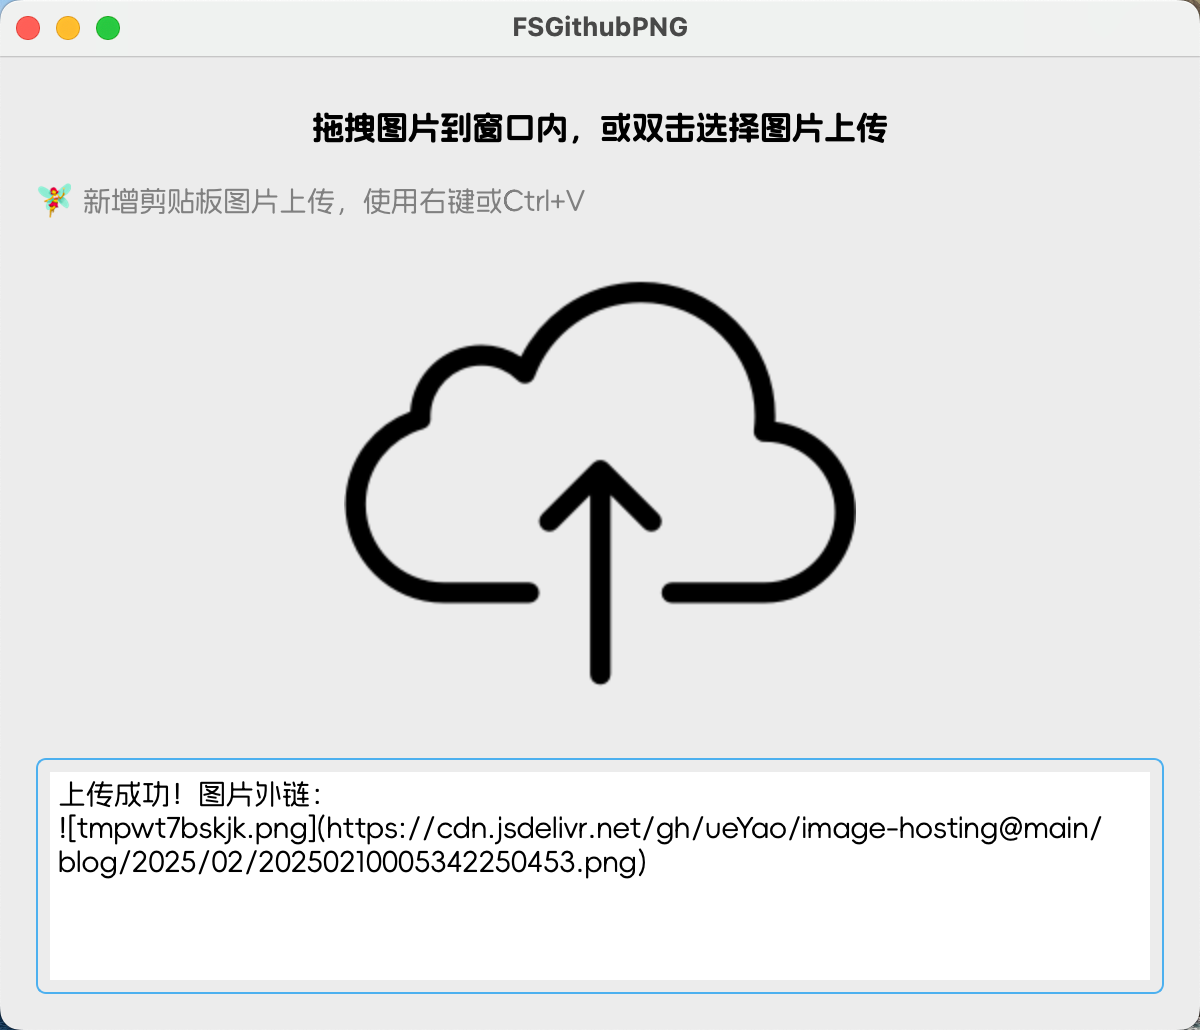 FSGithubPNG
拖拽图片到窗口内，或双击选择图片上传
🧚 新增剪贴板图片上传，使用右键或Ctrl+V
上传成功！图片外链：
![tmpwt7bskjk.png](https://cdn.jsdelivr.net/gh/ueYao/image-hosting@main/
blog/2025/02/20250210005342250453.png)